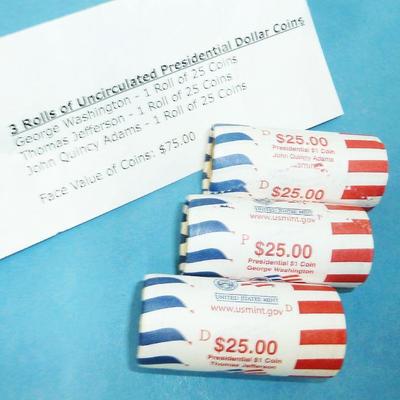 3 Rolls of Uncirculated Presidential Dollar Coins
George Washington - 1 Roll of 25 Coins
Thomas Jefferson - 1 Roll of 25 Coins
John Quincy Adams - 1 Roll of 25 Coins
Face Value of Coins: $75.00
D $25.00
Presidential $1 Coin
John Quincy Adams
D $25.00
UNITED STATES MINT
www.usmint.gov
P $25.00
Presidential $1 Coin
George Washington
UNITED STATES MINT
www.usmint.gov D
D $25.00
Presidential $1 Coin
Thomas Jefferson